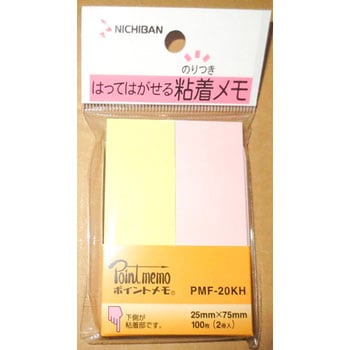 NICHIBAN
のりつき
はってはがせる粘着メモ
Point memo
ポイントメモ®
PMF-20KH
下側が
粘着部です。
25mm×75mm
100枚(2冊入)